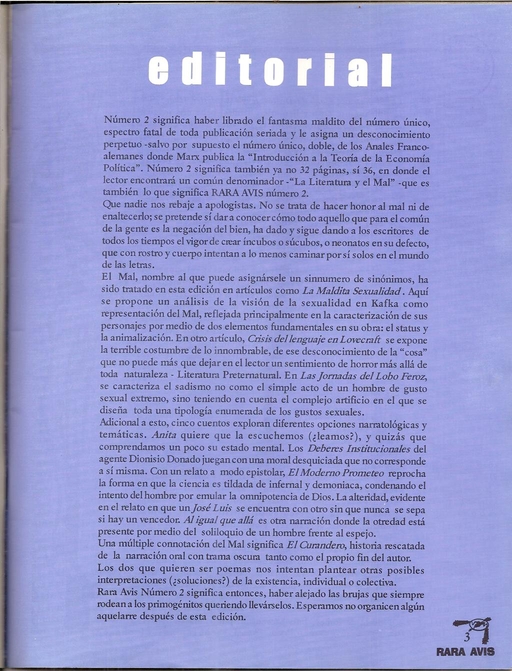 editorial
Número 2 significa haber librado el fantasma maldito del número único,
espectro fatal de toda publicación seriada y le asigna un desconocimiento
perpetuo -salvo por supuesto el número único, doble, de los Anales Franco-
alemanes donde Marx publica la "Introducción a la Teoría de la Economía
Política". Número 2 significa también ya no 32 páginas, sí 36, en donde el
lector encontrará un común denominador -"La Literatura y el Mal" -que es
también lo que significa RARA AVIS número 2.
Que nadie nos rebaje a apologistas. No se trata de hacer honor al mal ni de
enaltecerlo; se pretende sí dar a conocer cómo todo aquello que para el común
de la gente es la negación del bien, ha dado y sigue dando a los escritores de
todos los tiempos el vigor de crear íncubos o súcubos, o neonatos en su defecto,
que con rostro y cuerpo intentan a lo menos caminar por sí solos en el mundo
de las letras.
El Mal, nombre al que puede asignársele un sinnumero de sinónimos, ha
sido tratado en esta edición en artículos como La Maldita Sexualidad . Aquí
se propone un análisis de la visión de la sexualidad en Kafka como
representación del Mal, reflejada principalmente en la caracterización de sus
personajes por medio de dos elementos fundamentales en su obra: el status y
la animalización. En otro artículo, Crisis del lenguaje en Lovecraft se expone
la terrible costumbre de lo innombrable, de ese desconocimiento de la "cosa"
que no puede más que dejar en el lector un sentimiento de horror más allá de
toda naturaleza - Literatura Preternatural. En Las Jornadas del Lobo Feroz,
se caracteriza el sadismo no como el simple acto de un hombre de gusto
sexual extremo, sino teniendo en cuenta el complejo artificio en el que se
diseña toda una tipología enumerada de los gustos sexuales.
Adicional a esto, cinco cuentos exploran diferentes opciones narratológicas y
temáticas. Anita quiere que la escuchemos (¿leamos?), y quizás que
comprendamos un poco su estado mental. Los Deberes Institucionales del
agente Dionisio Donado juegan con una moral desquiciada que no corresponde
a sí misma. Con un relato a modo epistolar, El Moderno Prometeo reprocha
la forma en que la ciencia es tildada de infernal y demoniaca, condenando el
intento del hombre por emular la omnipotencia de Dios. La alteridad, evidente
en el relato en que un José Luis se encuentra con otro sin que nunca se sepa
si hay un vencedor. Al igual que allá es otra narración donde la otredad está
presente por medio del soliloquio de un hombre frente al espejo.
Una múltiple connotación del Mal significa El Curandero, historia rescatada
de la narración oral con trama oscura tanto como el propio fin del autor.
Los dos que quieren ser poemas nos intentan plantear otras posibles
interpretaciones (¿soluciones?) de la existencia, individual o colectiva.
Rara Avis Número 2 significa entonces, haber alejado las brujas que siempre
rodean a los primogénitos queriendo llevárselos. Esperamos no organicen algún
aquelarre después de esta edición.
3
RARA AVIS